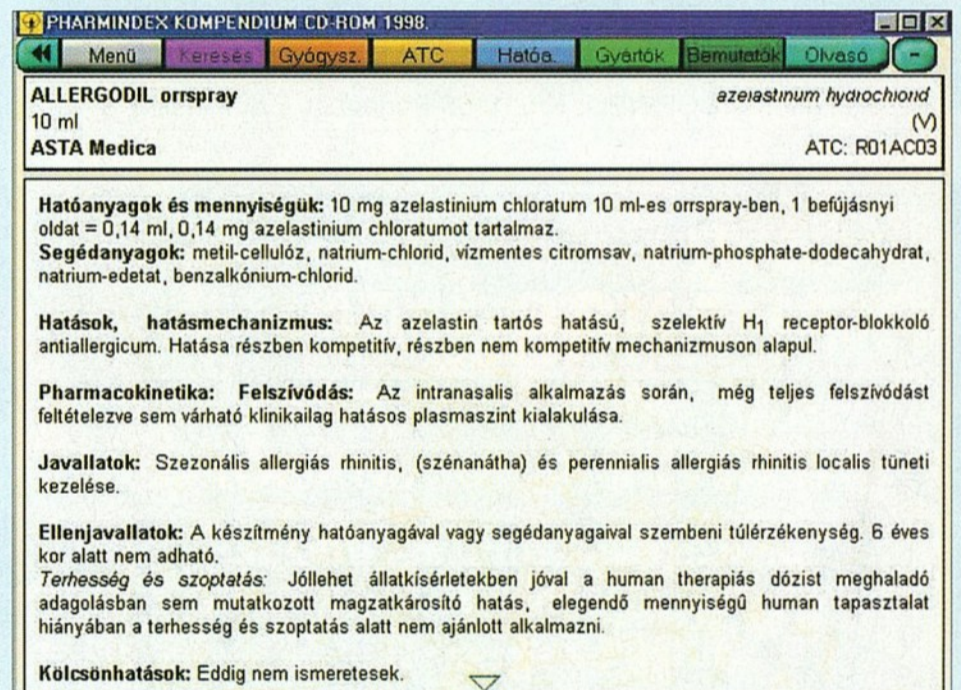 PHARMINDEX KOMPENDIUM CD-ROM 1998.
Menü Keresés Gyógysz. ATC Hatóa. Gyártók Bemutatók Olvasó
ALLERGODIL orrspray azelastinum hydrochlorid
10 ml (V)
ASTA Medica ATC: R01AC03
Hatóanyagok és mennyiségük: 10 mg azelastinium chloratum 10 ml-es orrspray-ben, 1 befújásnyi
oldat = 0,14 ml, 0,14 mg azelastinium chloratumot tartalmaz.
Segédanyagok: metil-cellulóz, natrium-chlorid, vízmentes citromsav, natrium-phosphate-dodecahydrat,
natrium-edetat, benzalkónium-chlorid.
Hatások, hatásmechanizmus: Az azelastin tartós hatású, szelektív H1 receptor-blokkoló
antiallergicum. Hatása részben kompetitív, részben nem kompetitív mechanizmuson alapul.
Pharmacokinetika: Felszívódás: Az intranasalis alkalmazás során, még teljes felszívódást
feltételezve sem várható klinikailag hatásos plasmaszint kialakulása.
Javallatok: Szezonális allergiás rhinitis, (szénanátha) és perennialis allergiás rhinitis localis tüneti
kezelése.
Ellenjavallatok: A készítmény hatóanyagával vagy segédanyagaival szembeni túlérzékenység. 6 éves
kor alatt nem adható.
Terhesség és szoptatás: Jóllehet állatkísérletekben jóval a human therapiás dózist meghaladó
adagolásban sem mutatkozott magzatkárosító hatás, elegendő mennyiségû human tapasztalat
hiányában a terhesség és szoptatás alatt nem ajánlott alkalmazni.
Kölcsönhatások: Eddig nem ismeretesek.